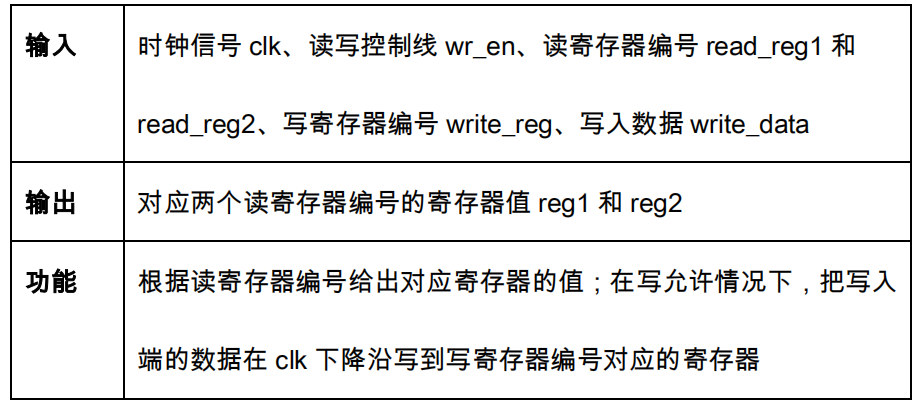 输入
时钟信号 clk、读写控制线 wr_en、读寄存器编号 read_reg1 和
read_reg2、写寄存器编号 write_reg、写入数据 write_data
输出
对应两个读寄存器编号的寄存器值 reg1 和 reg2
功能
根据读寄存器编号给出对应寄存器的值；在写允许情况下，把写入
端的数据在 clk 下降沿写到写寄存器编号对应的寄存器